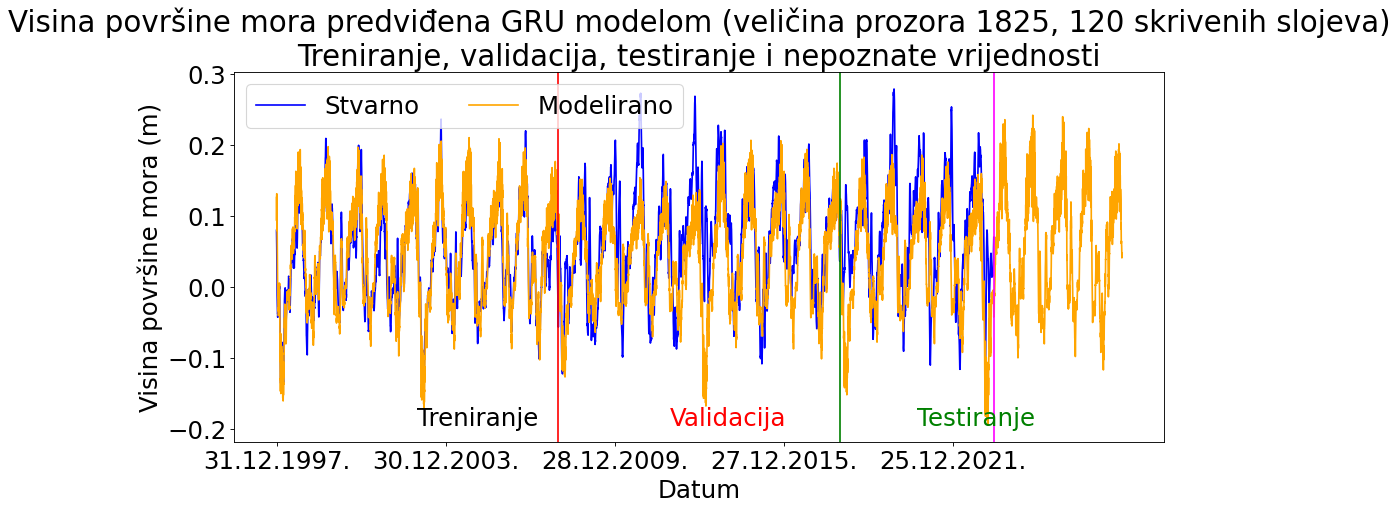 Visina površine mora predviđena GRU modelom (veličina prozora 1825, 120 skrivenih slojeva)
Treniranje, validacija, testiranje i nepoznate vrijednosti
Stvarno Modelirano
Visina površine mora (m)
0.3
0.2
0.1
0.0
−0.1
−0.2
Treniranje Validacija Testiranje
31.12.1997. 30.12.2003. 28.12.2009. 27.12.2015. 25.12.2021.
Datum